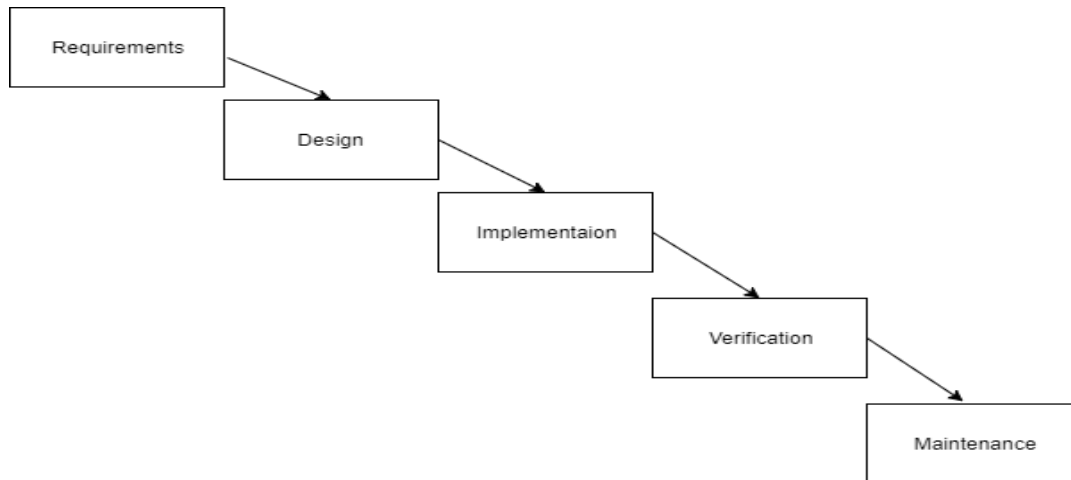 Requirements
Design
Implementaion
Verification
Maintenance